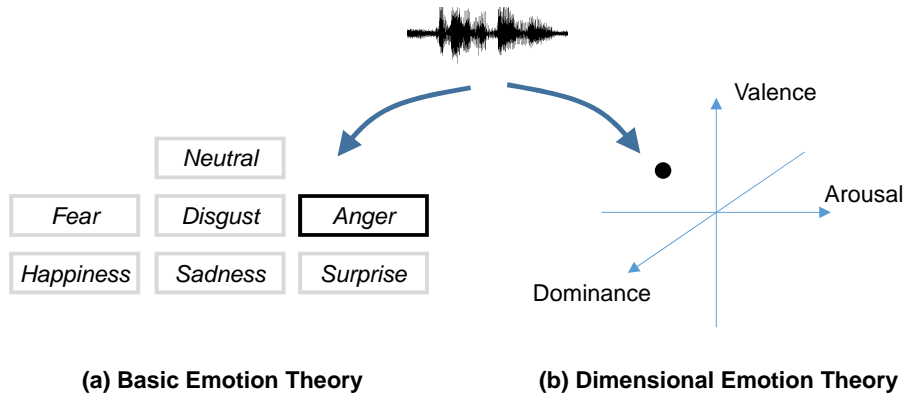 Neutral
Fear
Disgust
Anger
Happiness
Sadness
Surprise
(a) Basic Emotion Theory
Valence
Arousal
Dominance
(b) Dimensional Emotion Theory